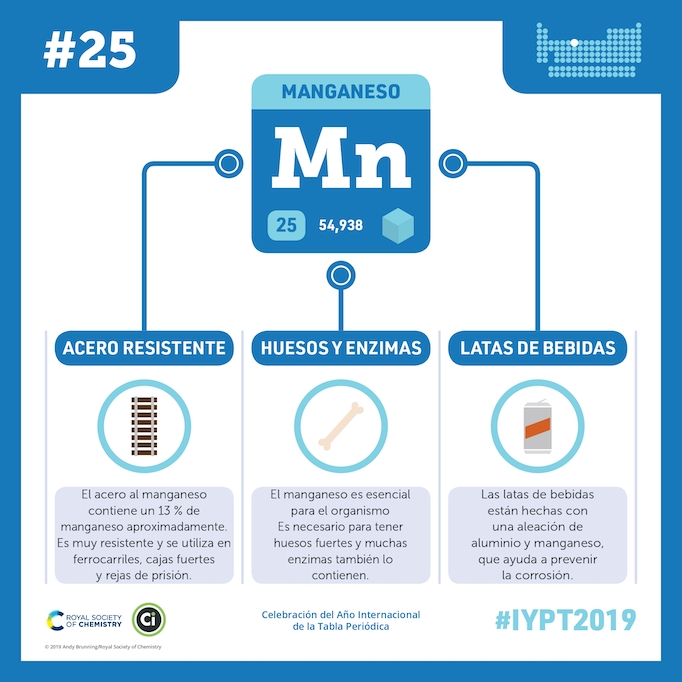 #25
MANGANESO
Mn
25 54,938
ACERO RESISTENTE
El acero al manganeso
contiene un 13 % de
manganeso aproximadamente.
Es muy resistente y se utiliza en
ferrocarriles, cajas fuertes
y rejas de prisión.
HUESOS Y ENZIMAS
El manganeso es esencial
para el organismo
Es necesario para tener
huesos fuertes y muchas
enzimas también lo
contienen.
LATAS DE BEBIDAS
Las latas de bebidas
están hechas con
una aleación de
aluminio y manganeso,
que ayuda a prevenir
la corrosión.
ROYAL SOCIETY
OF CHEMISTRY
Ci
© 2019 Andy Brunning/Royal Society of Chemistry
Celebración del Año Internacional
de la Tabla Periódica
#IYPT2019